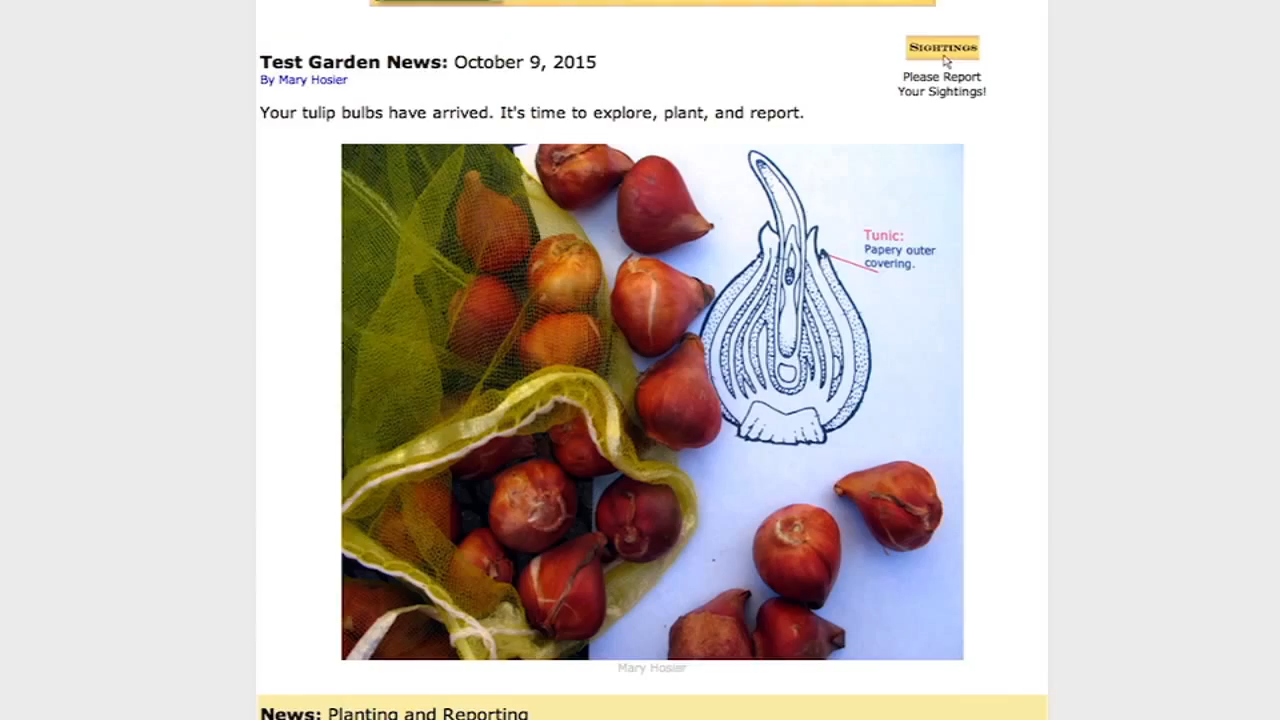 SIGHTINGS
Test Garden News: October 9, 2015
By Mary Hosier
Please Report
Your Sightings!
Your tulip bulbs have arrived. It's time to explore, plant, and report.
Tunic:
Papery outer
covering.
Mary Hosier
News: Planting and Reporting